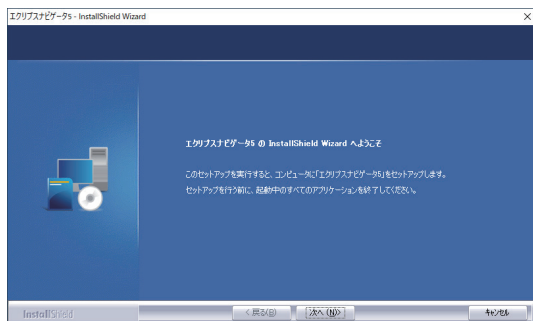 エクリプスナビゲータ5 - InstallShield Wizard
エクリプスナビゲータ5 の InstallShield Wizard へようこそ
このセットアップを実行すると、コンピュータに「エクリプスナビゲータ5」をセットアップします。
セットアップを行う前に、起動中のすべてのアプリケーションを終了してください。
InstallShield
< 戻る(B)
次へ(N)>
キャンセル